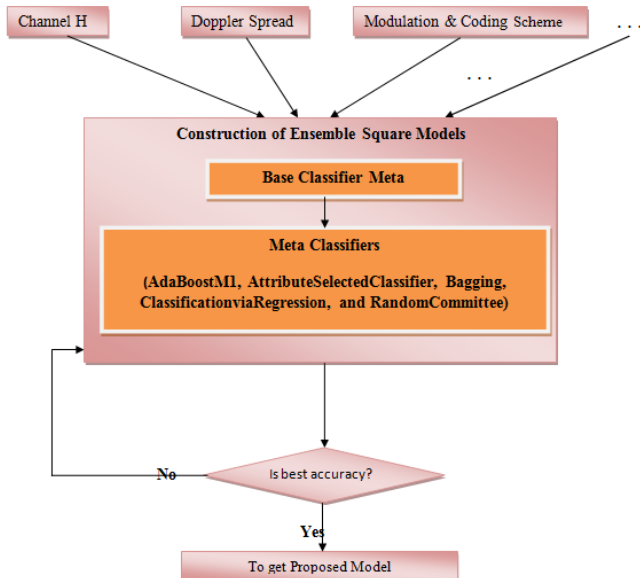 Channel H
Doppler Spread
Modulation & Coding Scheme
. . .
. . .
Construction of Ensemble Square Models
Base Classifier Meta
Meta Classifiers
(AdaBoostM1, AttributeSelectedClassifier, Bagging,
ClassificationviaRegression, and RandomCommittee)
Is best accuracy?
No
Yes
To get Proposed Model